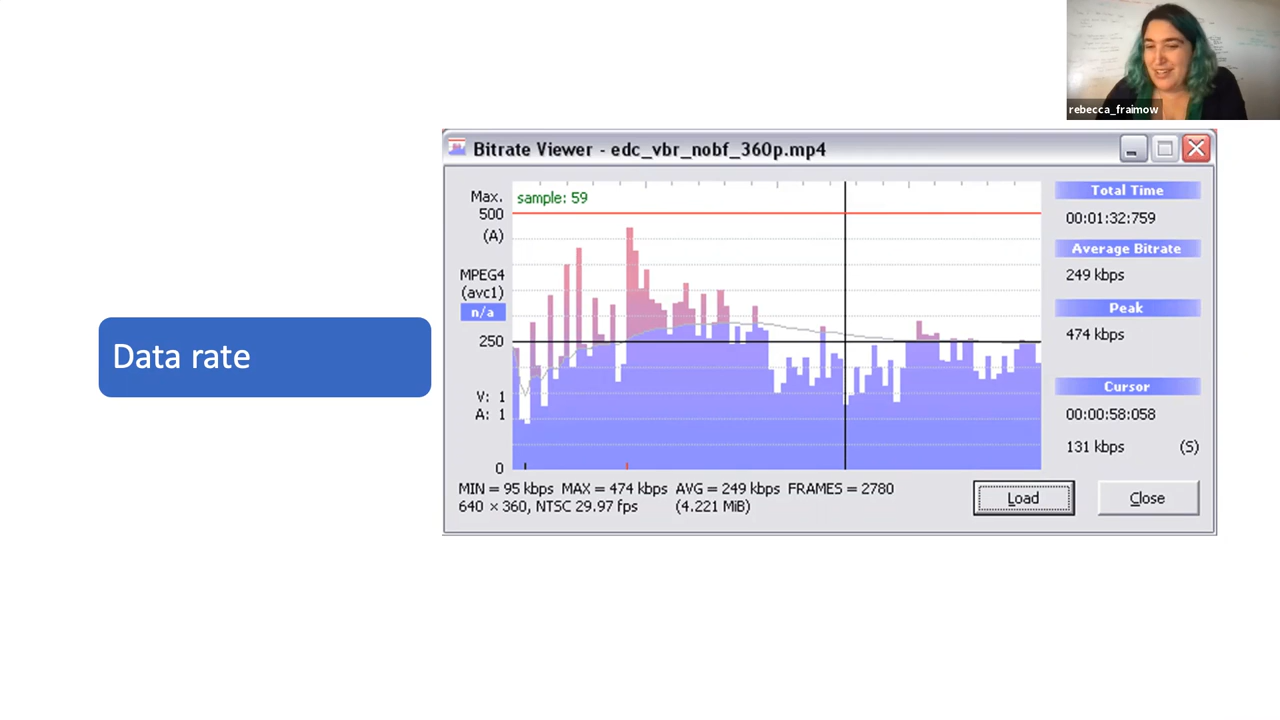 rebecca_fraimow
Data rate
Bitrate Viewer - edc_vbr_nobf_360p.mp4
Max.
500
(A)
MPEG4
(avc1)
n/a
250
V: 1
A: 1
0
sample: 59
Total Time
00:01:32:759
Average Bitrate
249 kbps
Peak
474 kbps
Cursor
00:00:58:058
131 kbps (S)
MIN = 95 kbps MAX = 474 kbps AVG = 249 kbps FRAMES = 2780
640 × 360, NTSC 29.97 fps (4.221 MiB)
Load
Close